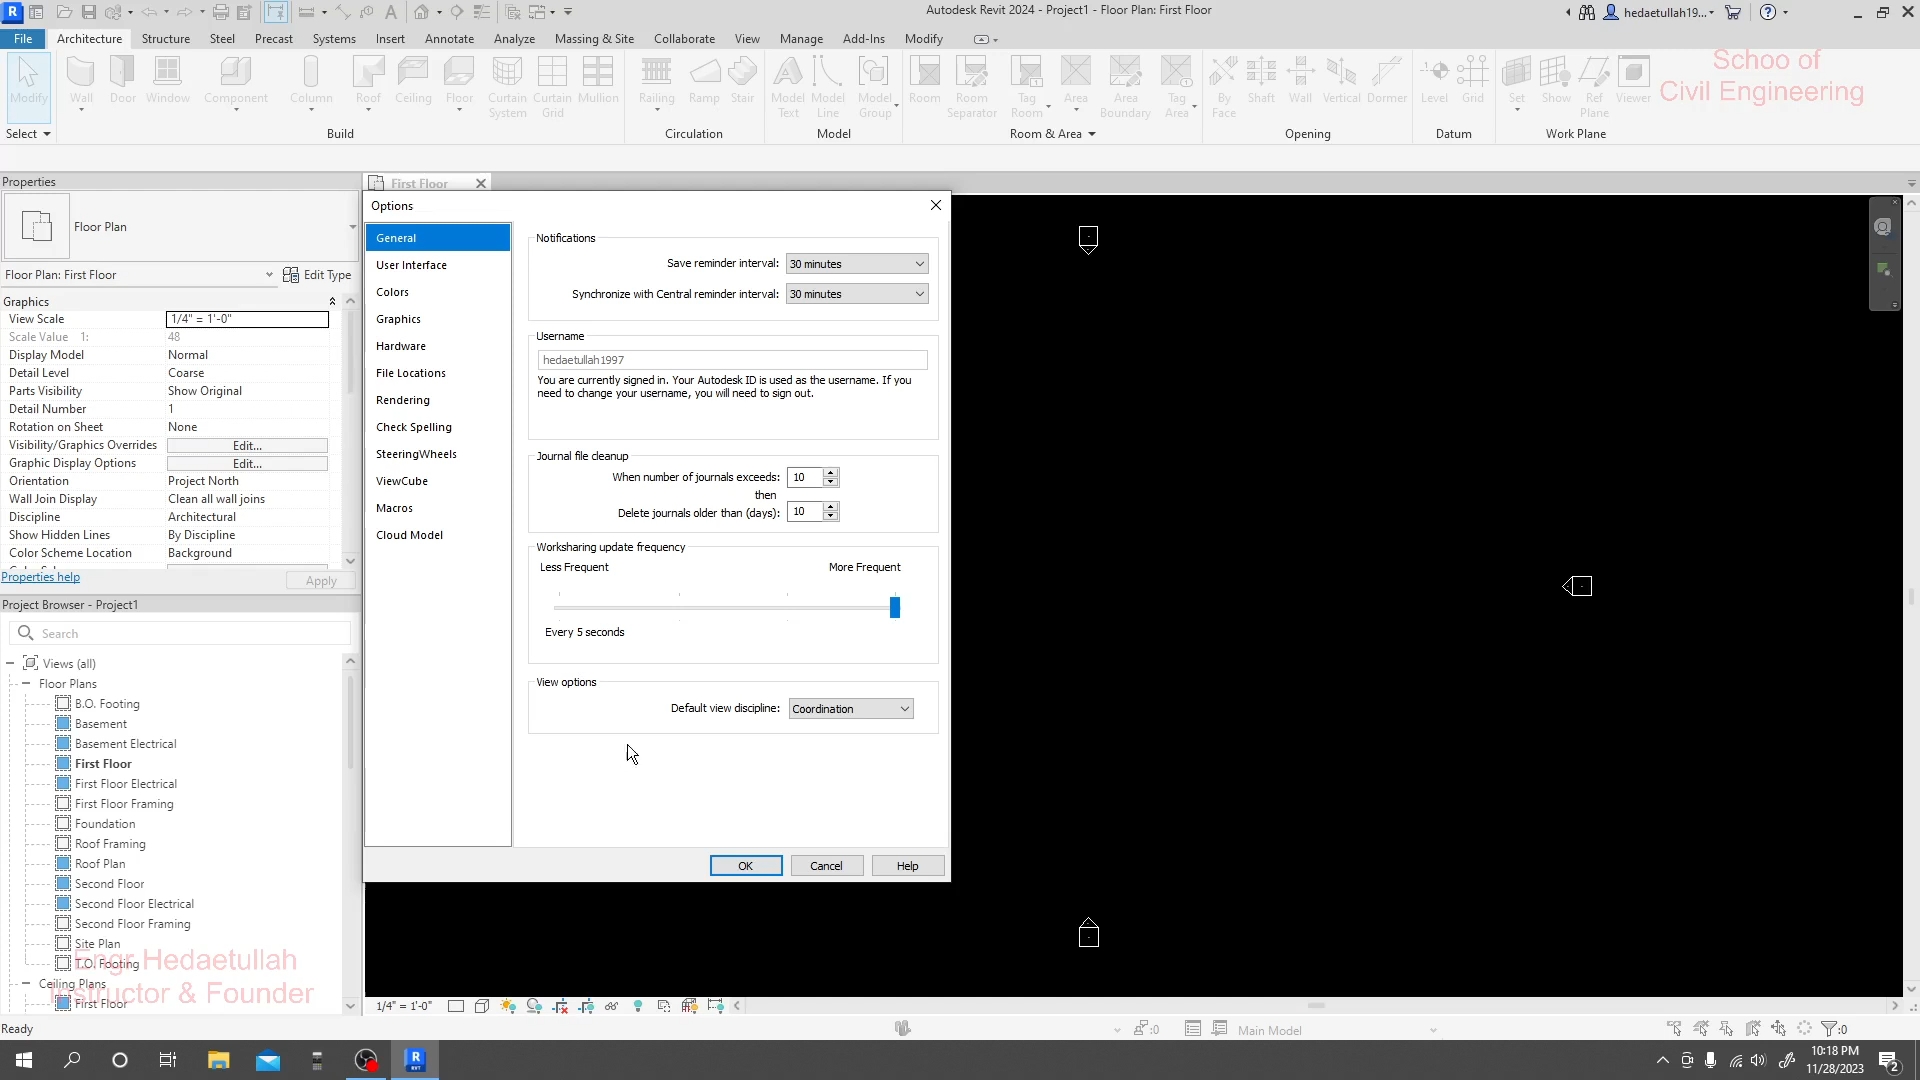 Autodesk Revit 2024 - Project1 - Floor Plan: First Floor
hedaetullah19...
File Architecture Structure Steel Precast Systems Insert Annotate Analyze Massing & Site Collaborate View Manage Add-Ins Modify
Modify Wall Door Window Component Column Roof Ceiling Floor Curtain System Curtain Grid Mullion Railing Ramp Stair Model Text Model Line Model Group Room Room Separator Tag Room Area Area Boundary Tag Area By Face Shaft Wall Vertical Dormer Level Grid Set Show Ref Plane Viewer
Schoo of
Civil Engineering
Select Build Circulation Model Room & Area Opening Datum Work Plane
Properties
Floor Plan
Floor Plan: First Floor Edit Type
Graphics
View Scale 1/4" = 1'-0"
Scale Value 1: 48
Display Model Normal
Detail Level Coarse
Parts Visibility Show Original
Detail Number 1
Rotation on Sheet None
Visibility/Graphics Overrides Edit...
Graphic Display Options Edit...
Orientation Project North
Wall Join Display Clean all wall joins
Discipline Architectural
Show Hidden Lines By Discipline
Color Scheme Location Background
Properties help Apply
Project Browser - Project1
Search
Views (all)
Floor Plans
B.O. Footing
Basement
Basement Electrical
First Floor
First Floor Electrical
First Floor Framing
Foundation
Roof Framing
Roof Plan
Second Floor
Second Floor Electrical
Second Floor Framing
Site Plan
T.O. Footing
Ceiling Plans
First Floor
Engr.Hedaetullah
Instructor & Founder
First Floor
Options
General
User Interface
Colors
Graphics
Hardware
File Locations
Rendering
Check Spelling
SteeringWheels
ViewCube
Macros
Cloud Model
Notifications
Save reminder interval: 30 minutes
Synchronize with Central reminder interval: 30 minutes
Username
hedaetullah1997
You are currently signed in. Your Autodesk ID is used as the username. If you
need to change your username, you will need to sign out.
Journal file cleanup
When number of journals exceeds: 10
then
Delete journals older than (days): 10
Worksharing update frequency
Less Frequent More Frequent
Every 5 seconds
View options
Default view discipline: Coordination
OK Cancel Help
1/4" = 1'-0"
Ready
:0
Main Model
:0
10:18 PM
11/28/2023
2